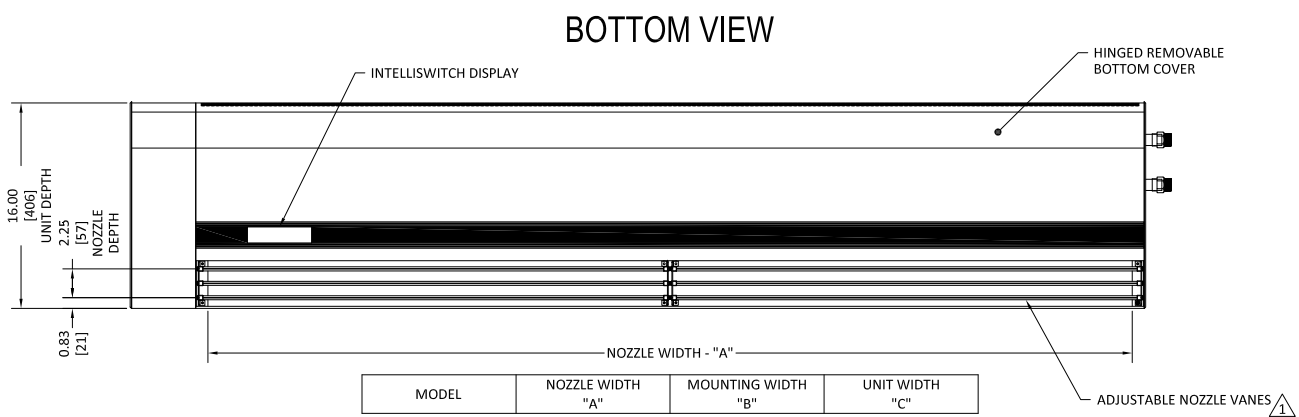 BOTTOM VIEW
INTELLISWITCH DISPLAY
HINGED REMOVABLE
BOTTOM COVER
16.00
[406]
UNIT DEPTH
2.25
[57]
NOZZLE
DEPTH
0.83
[21]
NOZZLE WIDTH - "A"
ADJUSTABLE NOZZLE VANES
1
MODEL
NOZZLE WIDTH
"A"
MOUNTING WIDTH
"B"
UNIT WIDTH
"C"